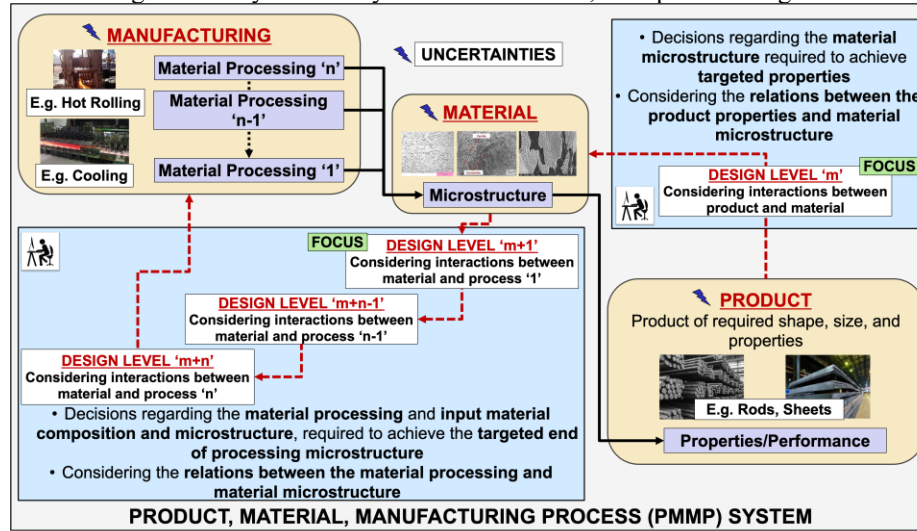 MANUFACTURING
E.g. Hot Rolling
E.g. Cooling
Material Processing 'n'
Material Processing
'n-1'
Material Processing '1'
UNCERTAINTIES
MATERIAL
Microstructure
• Decisions regarding the material
microstructure required to achieve
targeted properties
• Considering the relations between the
product properties and material
microstructure
FOCUS
DESIGN LEVEL 'm'
Considering interactions between
product and material
FOCUS
DESIGN LEVEL 'm+1'
Considering interactions between
material and process '1'
DESIGN LEVEL 'm+n-1'
Considering interactions between
material and process 'n-1'
DESIGN LEVEL 'm+n'
Considering interactions between
material and process 'n'
• Decisions regarding the material processing and input material
composition and microstructure, required to achieve the targeted end
of processing microstructure
• Considering the relations between the material processing and
material microstructure
PRODUCT
Product of required shape, size, and
properties
E.g. Rods, Sheets
Properties/Performance
PRODUCT, MATERIAL, MANUFACTURING PROCESS (PMMP) SYSTEM